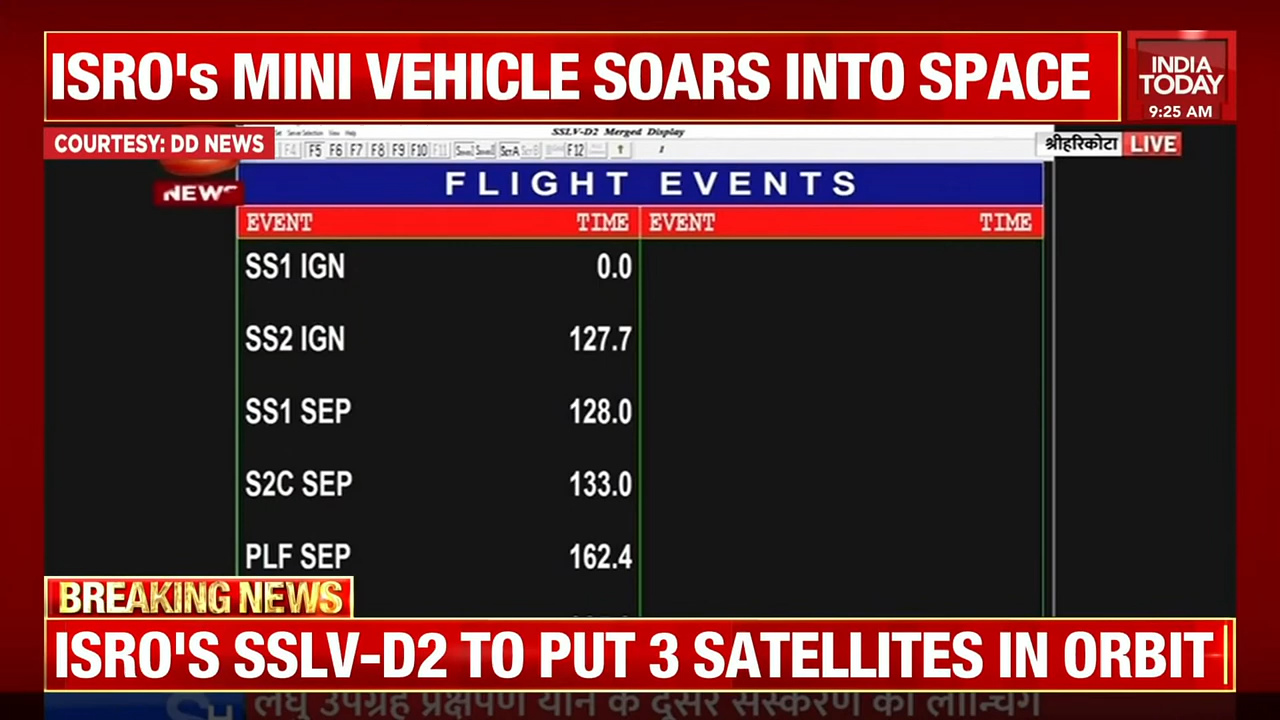 ISRO's MINI VEHICLE SOARS INTO SPACE
INDIA
TODAY
9:25 AM
COURTESY: DD NEWS
SSLV-D2 Merged Display
F4 F5 F6 F7 F8 F9 F10 F11 F12
श्रीहरिकोटा LIVE
NEWS
FLIGHT EVENTS
EVENT TIME EVENT TIME
SS1 IGN 0.0
SS2 IGN 127.7
SS1 SEP 128.0
S2C SEP 133.0
PLF SEP 162.4
BREAKING NEWS
ISRO'S SSLV-D2 TO PUT 3 SATELLITES IN ORBIT
लघु उपग्रह प्रक्षेपण यान के दूसरे संस्करण की लॉन्चिंग